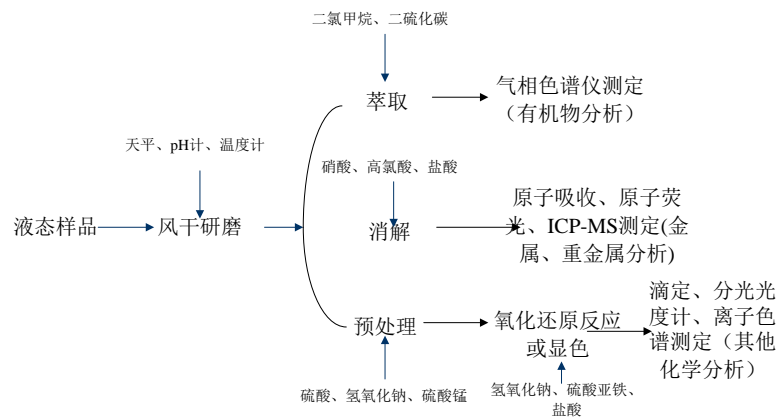 二氯甲烷、二硫化碳
萃取
气相色谱仪测定
（有机物分析）
天平、pH计、温度计
硝酸、高氯酸、盐酸
液态样品
风干研磨
消解
原子吸收、原子荧
光、ICP-MS测定(金
属、重金属分析)
预处理
氧化还原反应
或显色
滴定、分光光
度计、离子色
谱测定（其他
化学分析）
硫酸、氢氧化钠、硫酸锰
氢氧化钠、硫酸亚铁、
盐酸